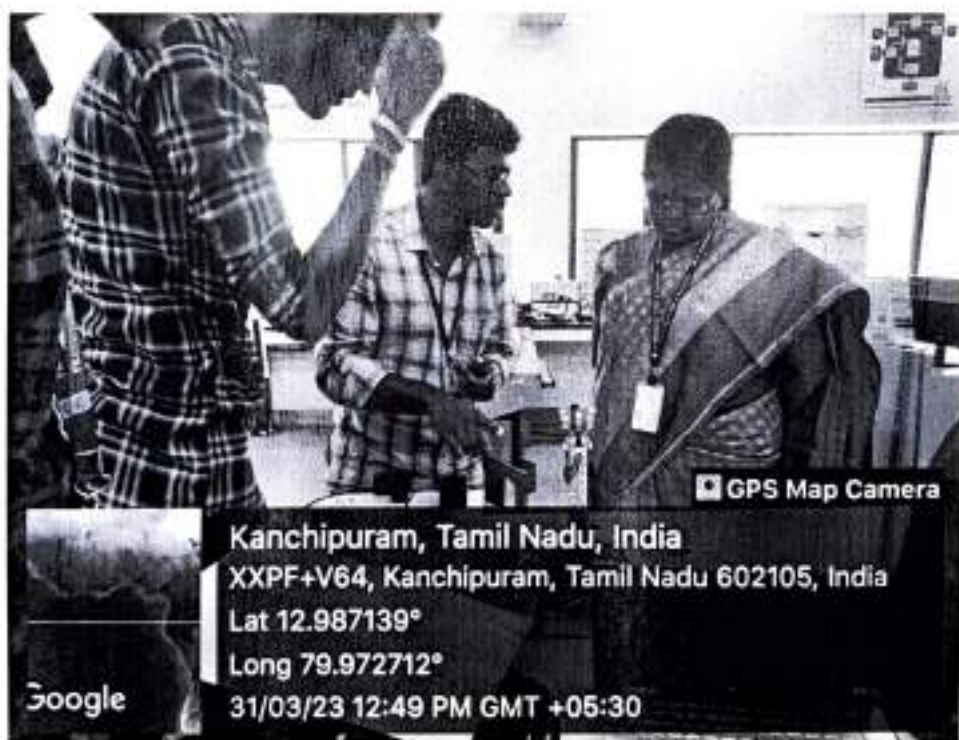 GPS Map Camera
Kanchipuram, Tamil Nadu, India
XXPF+V64, Kanchipuram, Tamil Nadu 602105, India
Lat 12.987139°
Long 79.972712°
31/03/23 12:49 PM GMT +05:30
Google